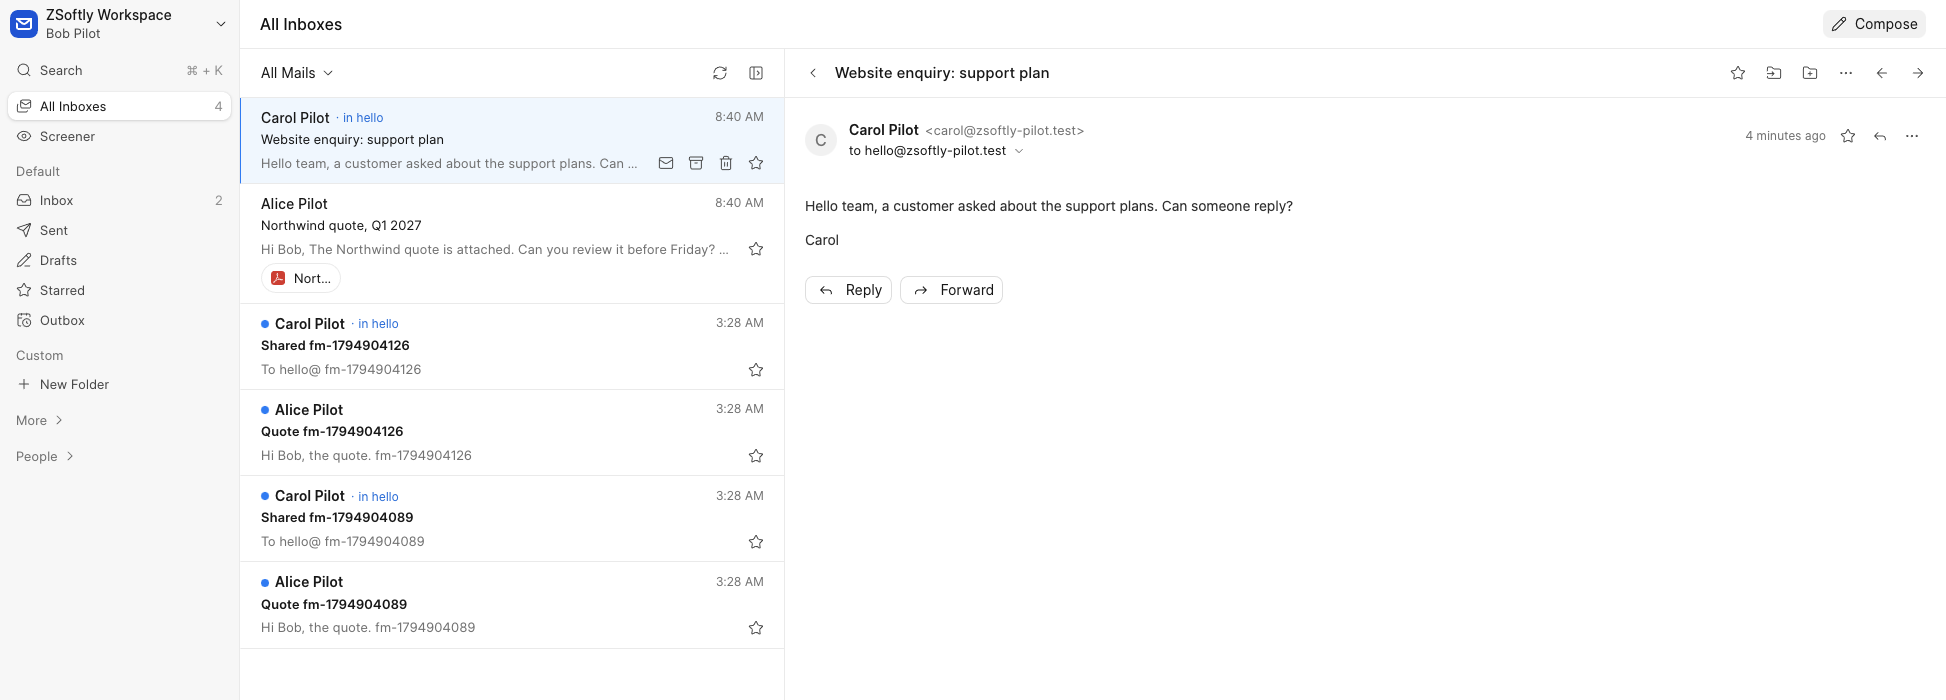 ZSoftly Workspace
Bob Pilot
Search ⌘ + K
All Inboxes 4
Screener
Default
Inbox 2
Sent
Drafts
Starred
Outbox
Custom
New Folder
More
People
All Inboxes
Compose
All Mails
Carol Pilot · in hello 8:40 AM
Website enquiry: support plan
Hello team, a customer asked about the support plans. Can ...
Alice Pilot 8:40 AM
Northwind quote, Q1 2027
Hi Bob, The Northwind quote is attached. Can you review it before Friday? ...
Nort...
Carol Pilot · in hello 3:28 AM
Shared fm-1794904126
To hello@ fm-1794904126
Alice Pilot 3:28 AM
Quote fm-1794904126
Hi Bob, the quote. fm-1794904126
Carol Pilot · in hello 3:28 AM
Shared fm-1794904089
To hello@ fm-1794904089
Alice Pilot 3:28 AM
Quote fm-1794904089
Hi Bob, the quote. fm-1794904089
Website enquiry: support plan
C
Carol Pilot <carol@zsoftly-pilot.test> 4 minutes ago
to hello@zsoftly-pilot.test
Hello team, a customer asked about the support plans. Can someone reply?
Carol
Reply Forward